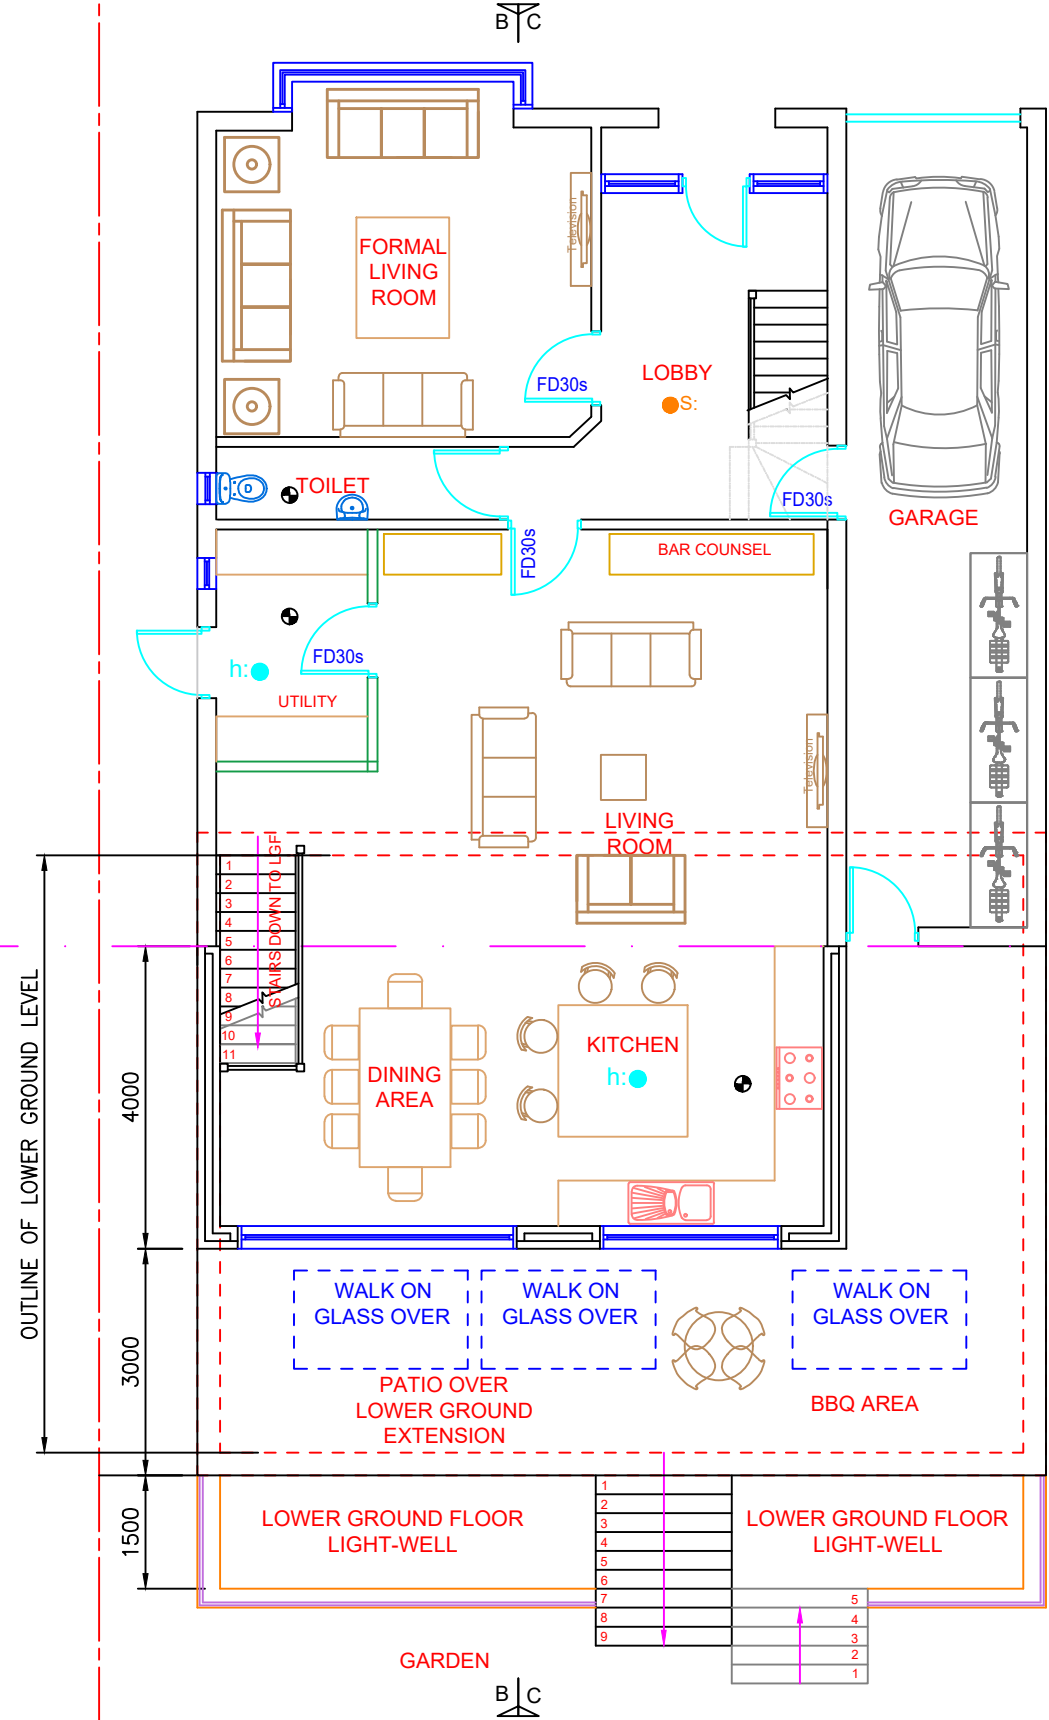 B C
Television
FORMAL
LIVING
ROOM
LOBBY
FD30s
S:
TOILET
FD30s
GARAGE
FD30s
BAR COUNSEL
FD30s
h:
UTILITY
Television
LIVING
ROOM
STAIRS DOWN TO LGF
1
2
3
4
5
6
7
8
9
10
11
OUTLINE OF LOWER GROUND LEVEL
4000
KITCHEN
h:
DINING
AREA
WALK ON
GLASS OVER
WALK ON
GLASS OVER
WALK ON
GLASS OVER
3000
PATIO OVER
LOWER GROUND
EXTENSION
BBQ AREA
1500
LOWER GROUND FLOOR
LIGHT-WELL
1
2
3
4
5
6
7
8
9
LOWER GROUND FLOOR
LIGHT-WELL
5
4
3
2
1
GARDEN
B C